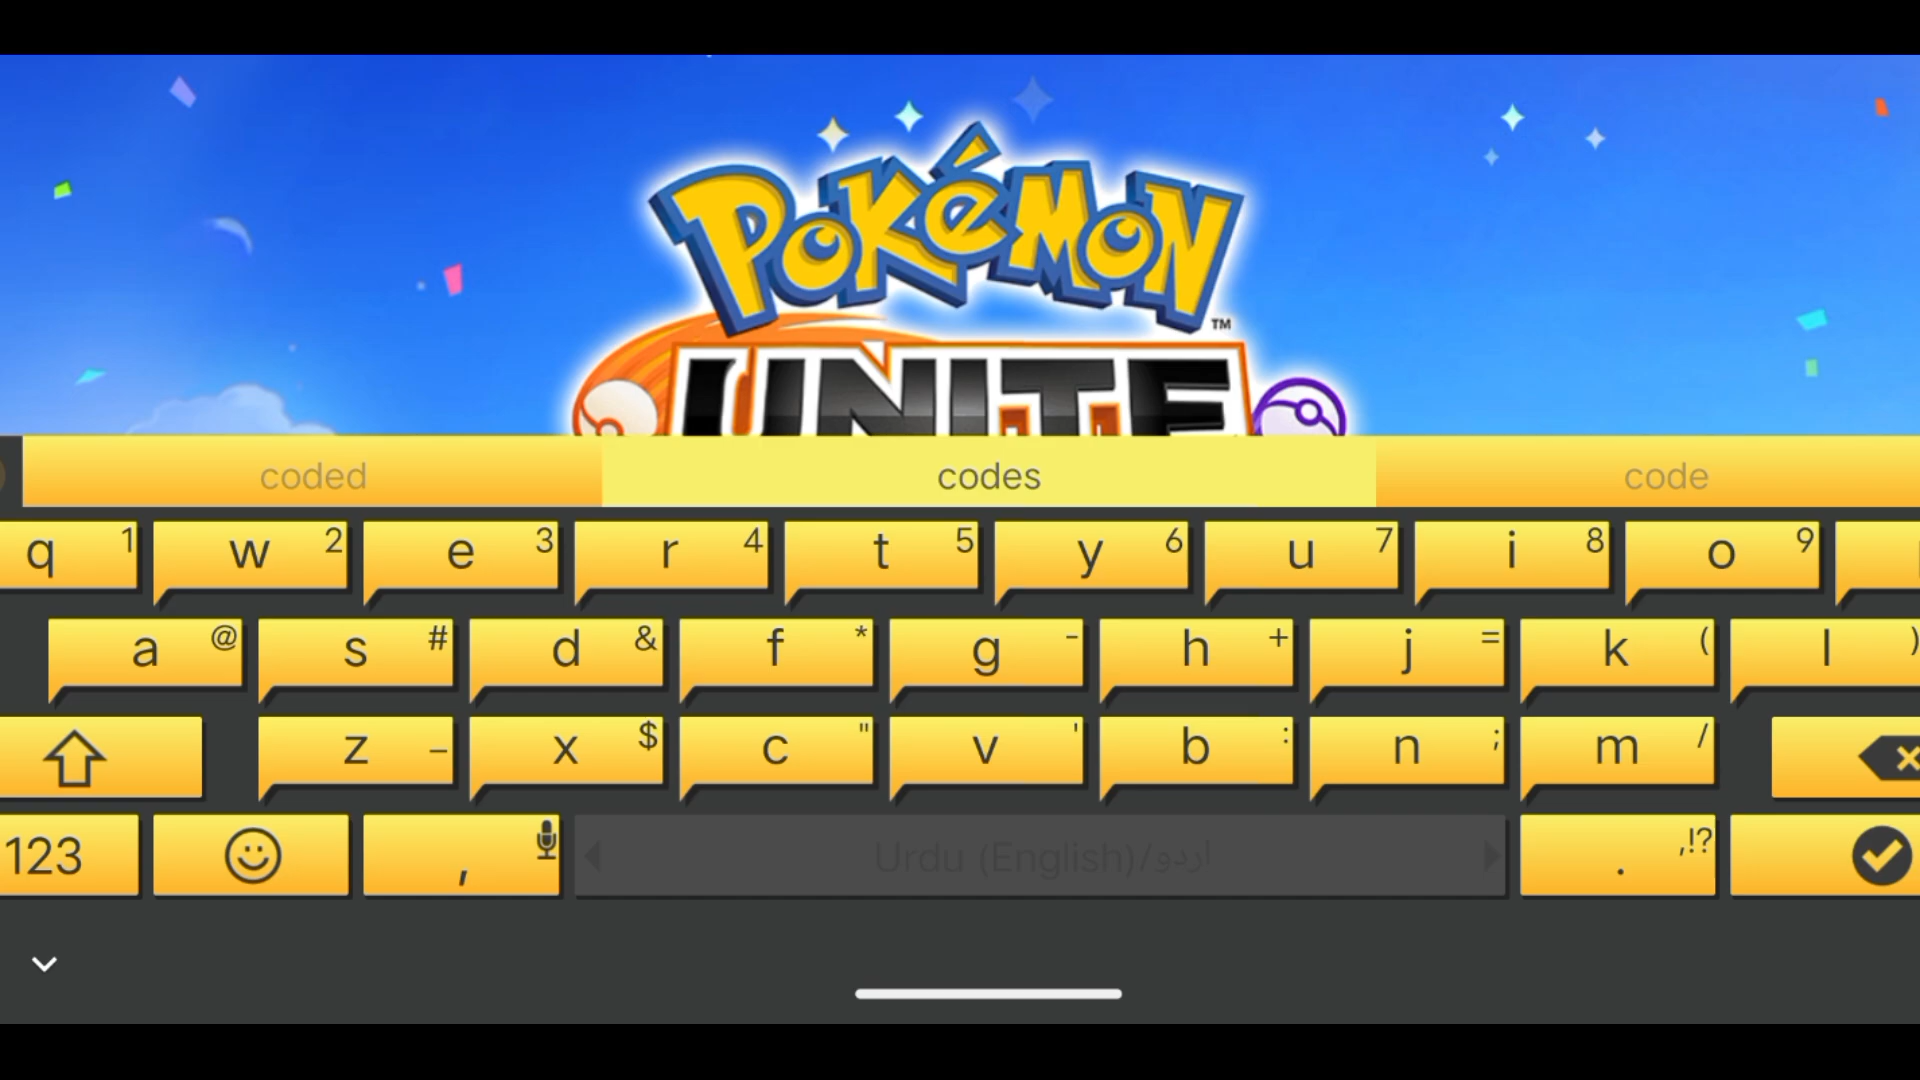 POKéMON
TM
UNITE
coded codes code
q 1 w 2 e 3 r 4 t 5 y 6 u 7 i 8 o 9
a @ s # d & f * g - h + j = k ( l )
z _ x $ c " v ' b : n ; m /
123 , Urdu (English)/اردو . ,!?